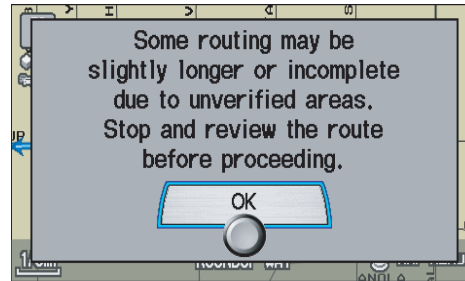 Some routing may be
slightly longer or incomplete
due to unverified areas.
Stop and review the route
before proceeding.
OK